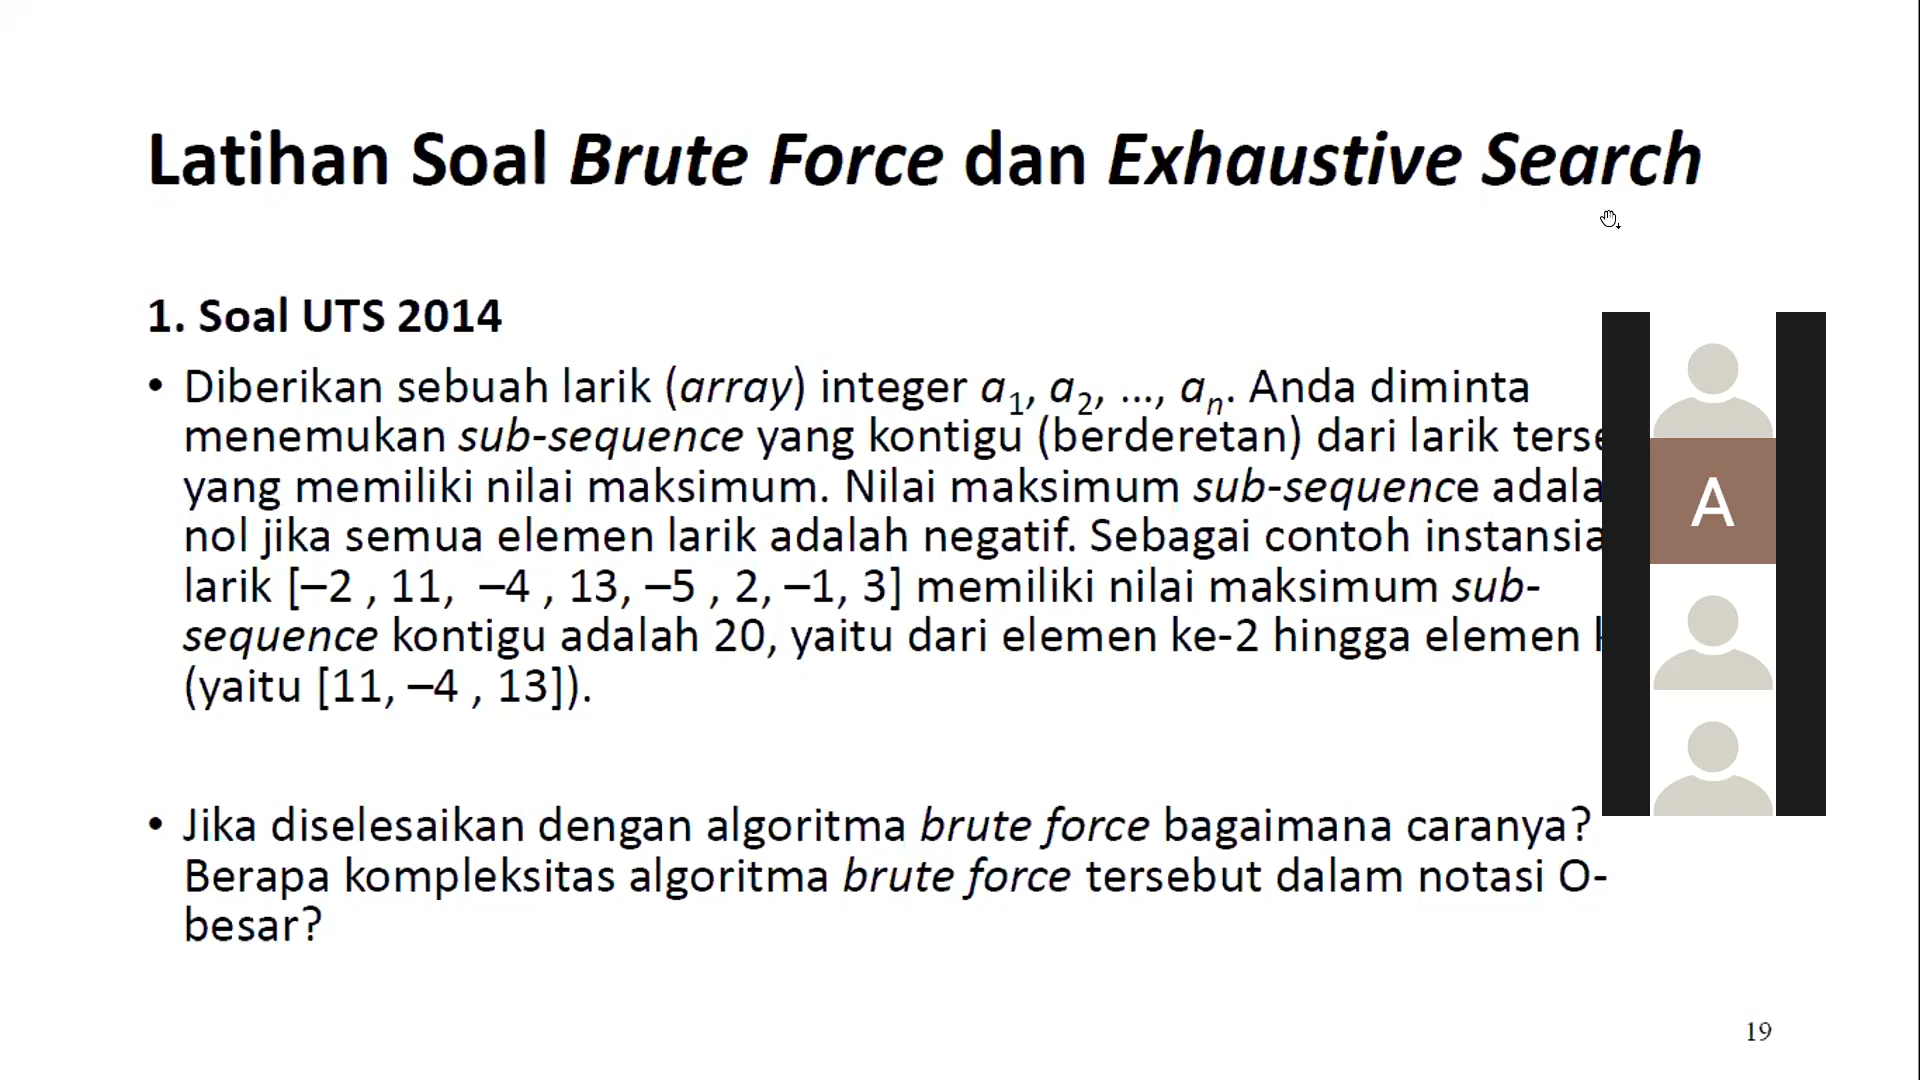 Latihan Soal Brute Force dan Exhaustive Search
1. Soal UTS 2014
• Diberikan sebuah larik (array) integer a1, a2, …, an. Anda diminta
menemukan sub-sequence yang kontigu (berderetan) dari larik
yang memiliki nilai maksimum. Nilai maksimum sub-sequence
nol jika semua elemen larik adalah negatif. Sebagai contoh
larik [–2 , 11, –4 , 13, –5 , 2, –1, 3] memiliki nilai maksimum sub-
sequence kontigu adalah 20, yaitu dari elemen ke-2 hingga elemen
(yaitu [11, –4 , 13]).
A
• Jika diselesaikan dengan algoritma brute force bagaimana caranya?
Berapa kompleksitas algoritma brute force tersebut dalam notasi O-
besar?
19